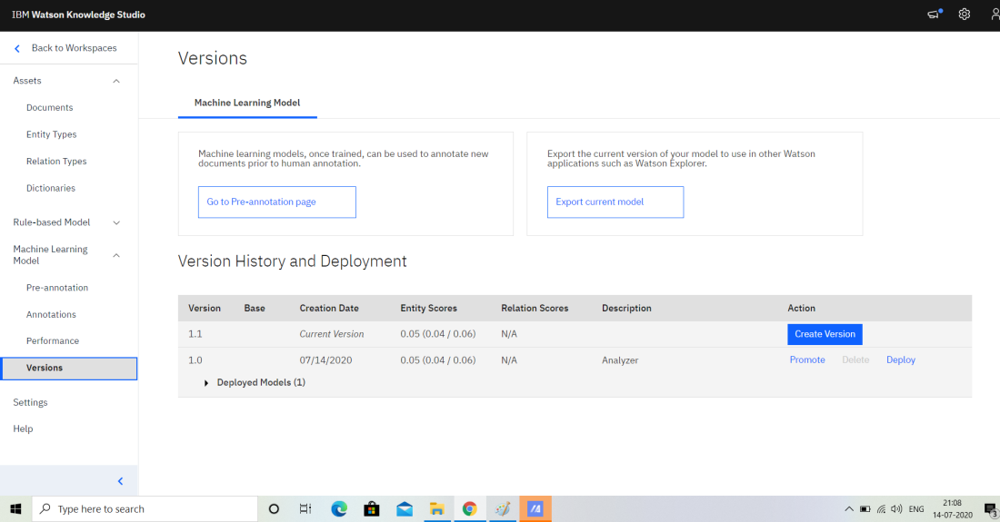 IBM Watson Knowledge Studio
Back to Workspaces
Assets
Documents
Entity Types
Relation Types
Dictionaries
Rule-based Model
Machine Learning
Model
Pre-annotation
Annotations
Performance
Versions
Settings
Help
Versions
Machine Learning Model
Machine learning models, once trained, can be used to annotate new
documents prior to human annotation.
Go to Pre-annotation page
Export the current version of your model to use in other Watson
applications such as Watson Explorer.
Export current model
Version History and Deployment
Version Base Creation Date Entity Scores Relation Scores Description Action
1.1 Current Version 0.05 (0.04 / 0.06) N/A Create Version
1.0 07/14/2020 0.05 (0.04 / 0.06) N/A Analyzer Promote Delete Deploy
Deployed Models (1)
Type here to search
ENG
21:08
14-07-2020
3